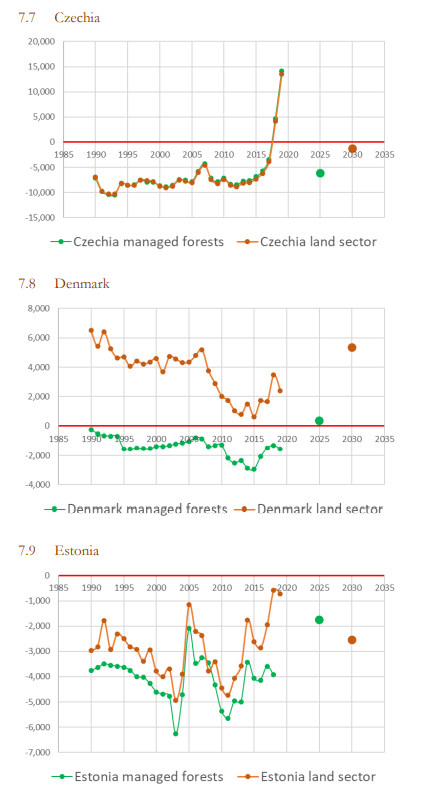 7.7 Czechia
20,000
15,000
10,000
5,000
0
1985 1990 1995 2000 2005 2010 2015 2020 2025 2030 2035
-5,000
-10,000
-15,000
Czechia managed forests Czechia land sector
7.8 Denmark
8,000
6,000
4,000
2,000
0
1985 1990 1995 2000 2005 2010 2015 2020 2025 2030 2035
-2,000
-4,000
Denmark managed forests Denmark land sector
7.9 Estonia
0
1985 1990 1995 2000 2005 2010 2015 2020 2025 2030 2035
-1,000
-2,000
-3,000
-4,000
-5,000
-6,000
-7,000
Estonia managed forests Estonia land sector